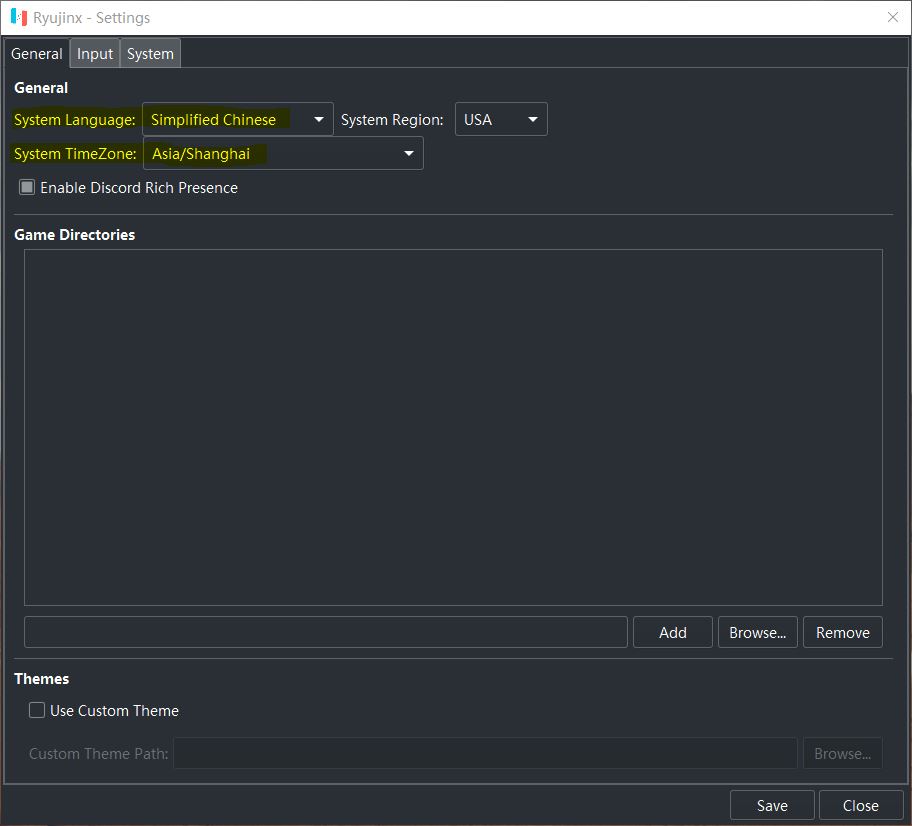 Ryujinx - Settings
General Input System
General
System Language: Simplified Chinese System Region: USA
System TimeZone: Asia/Shanghai
Enable Discord Rich Presence
Game Directories
Add Browse... Remove
Themes
Use Custom Theme
Custom Theme Path: Browse...
Save Close